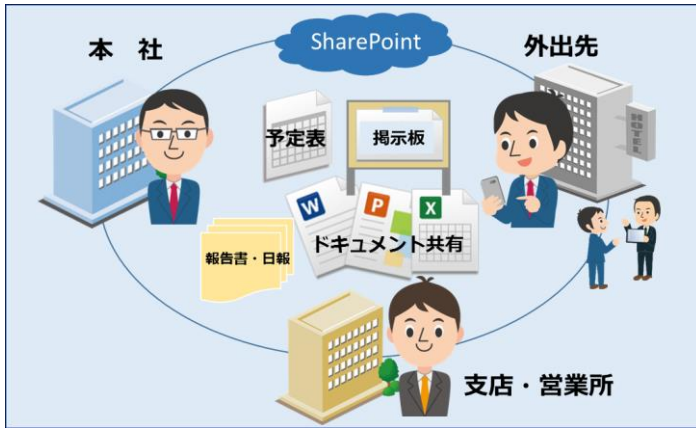 SharePoint
本 社
外出先
予定表
掲示板
HOTEL
W
P
X
ドキュメント共有
報告書・日報
支店・営業所